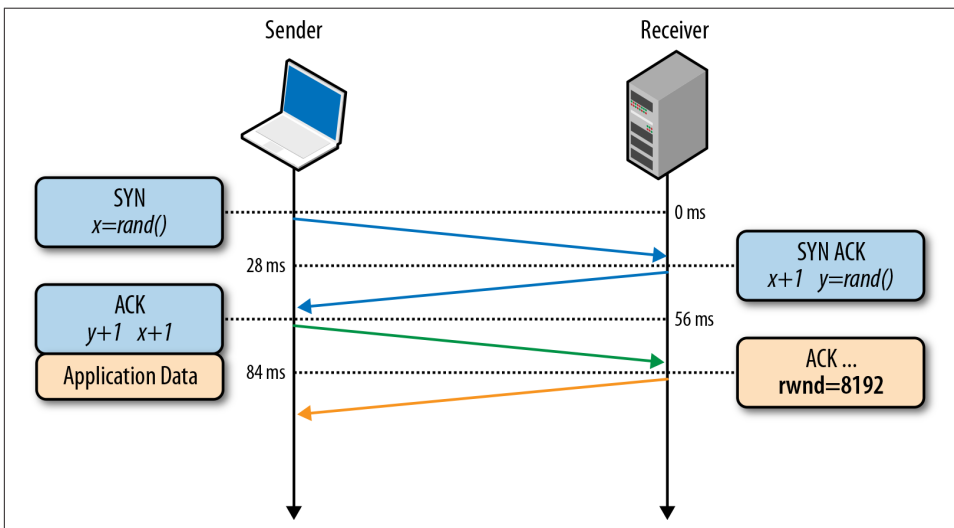 Sender
Receiver
SYN
x=rand()
0 ms
28 ms
SYN ACK
x+1 y=rand()
ACK
y+1 x+1
56 ms
Application Data
84 ms
ACK ...
rwnd=8192